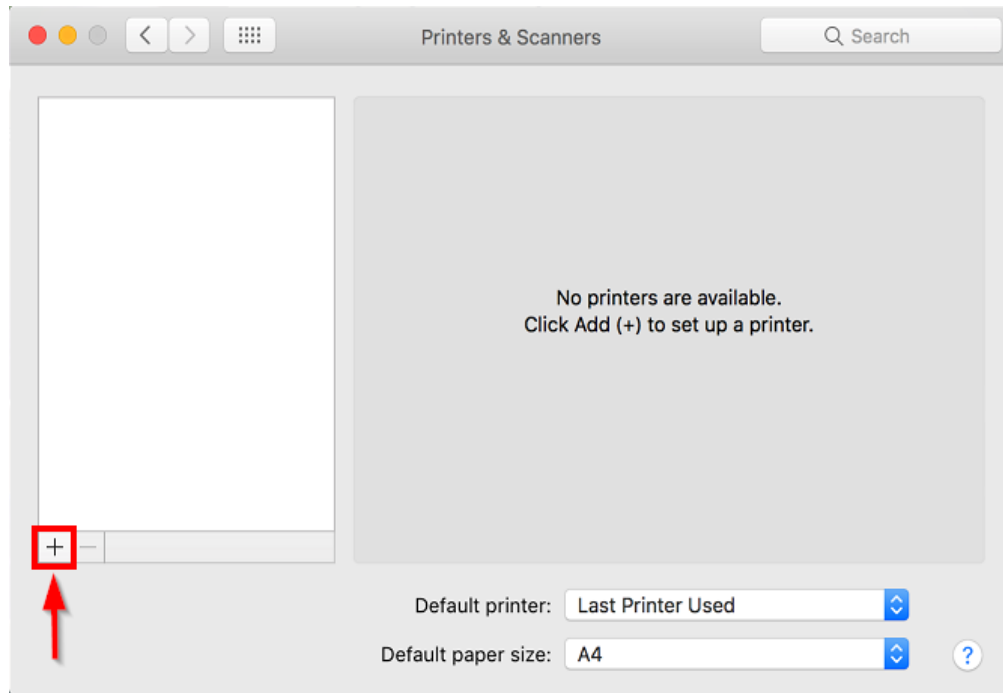 Printers & Scanners
Search
No printers are available.
Click Add (+) to set up a printer.
+ −
Default printer: Last Printer Used
Default paper size: A4
?